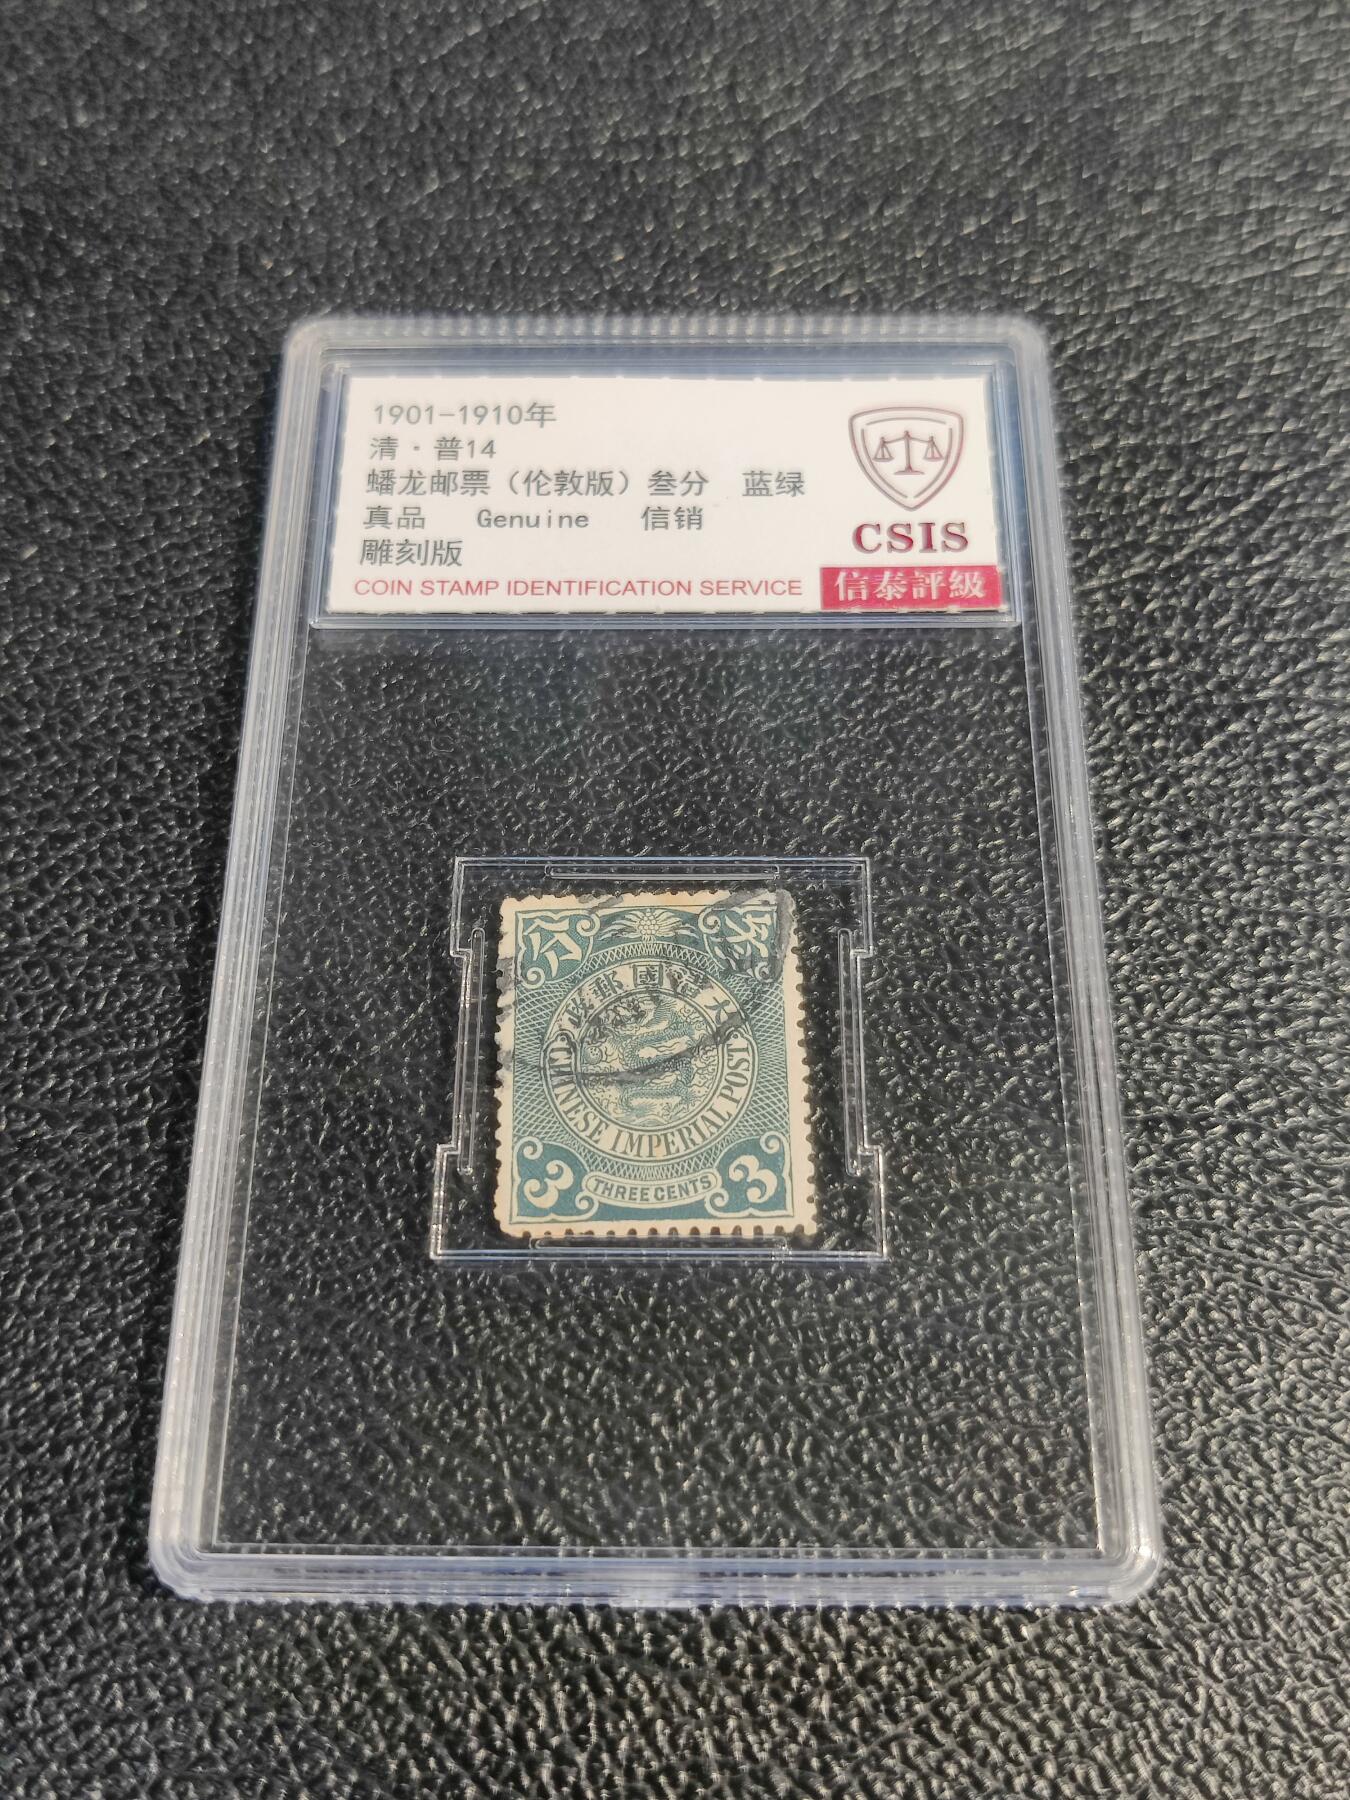 1901-1910年
清·普14
蟠龙邮票（伦敦版）叁分 蓝绿
真品 Genuine 信销
雕刻版
COIN STAMP IDENTIFICATION SERVICE
CSIS
信泰評級
分
大清國郵政
CHINESE IMPERIAL POST
3 THREE CENTS 3